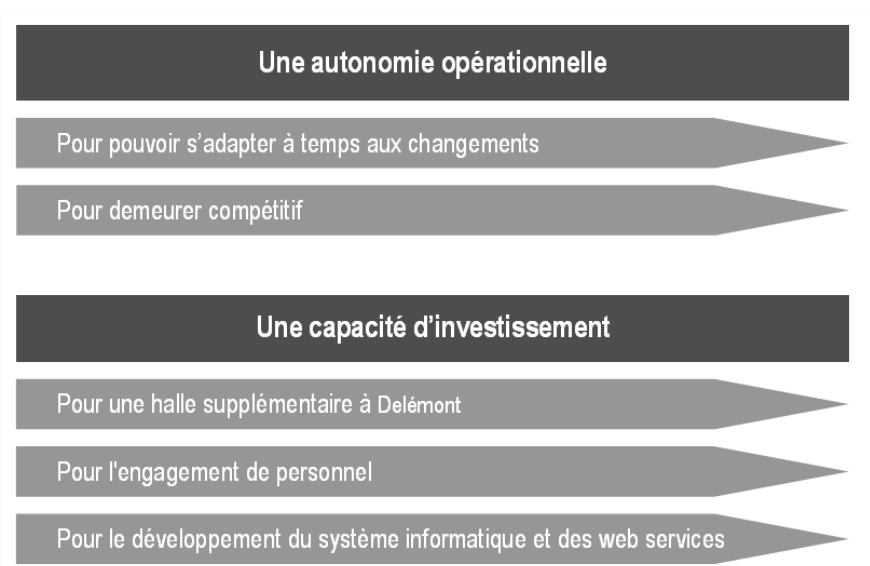 Une autonomie opérationnelle
Pour pouvoir s’adapter à temps aux changements
Pour demeurer compétitif
Une capacité d’investissement
Pour une halle supplémentaire à Delémont
Pour l'engagement de personnel
Pour le développement du système informatique et des web services